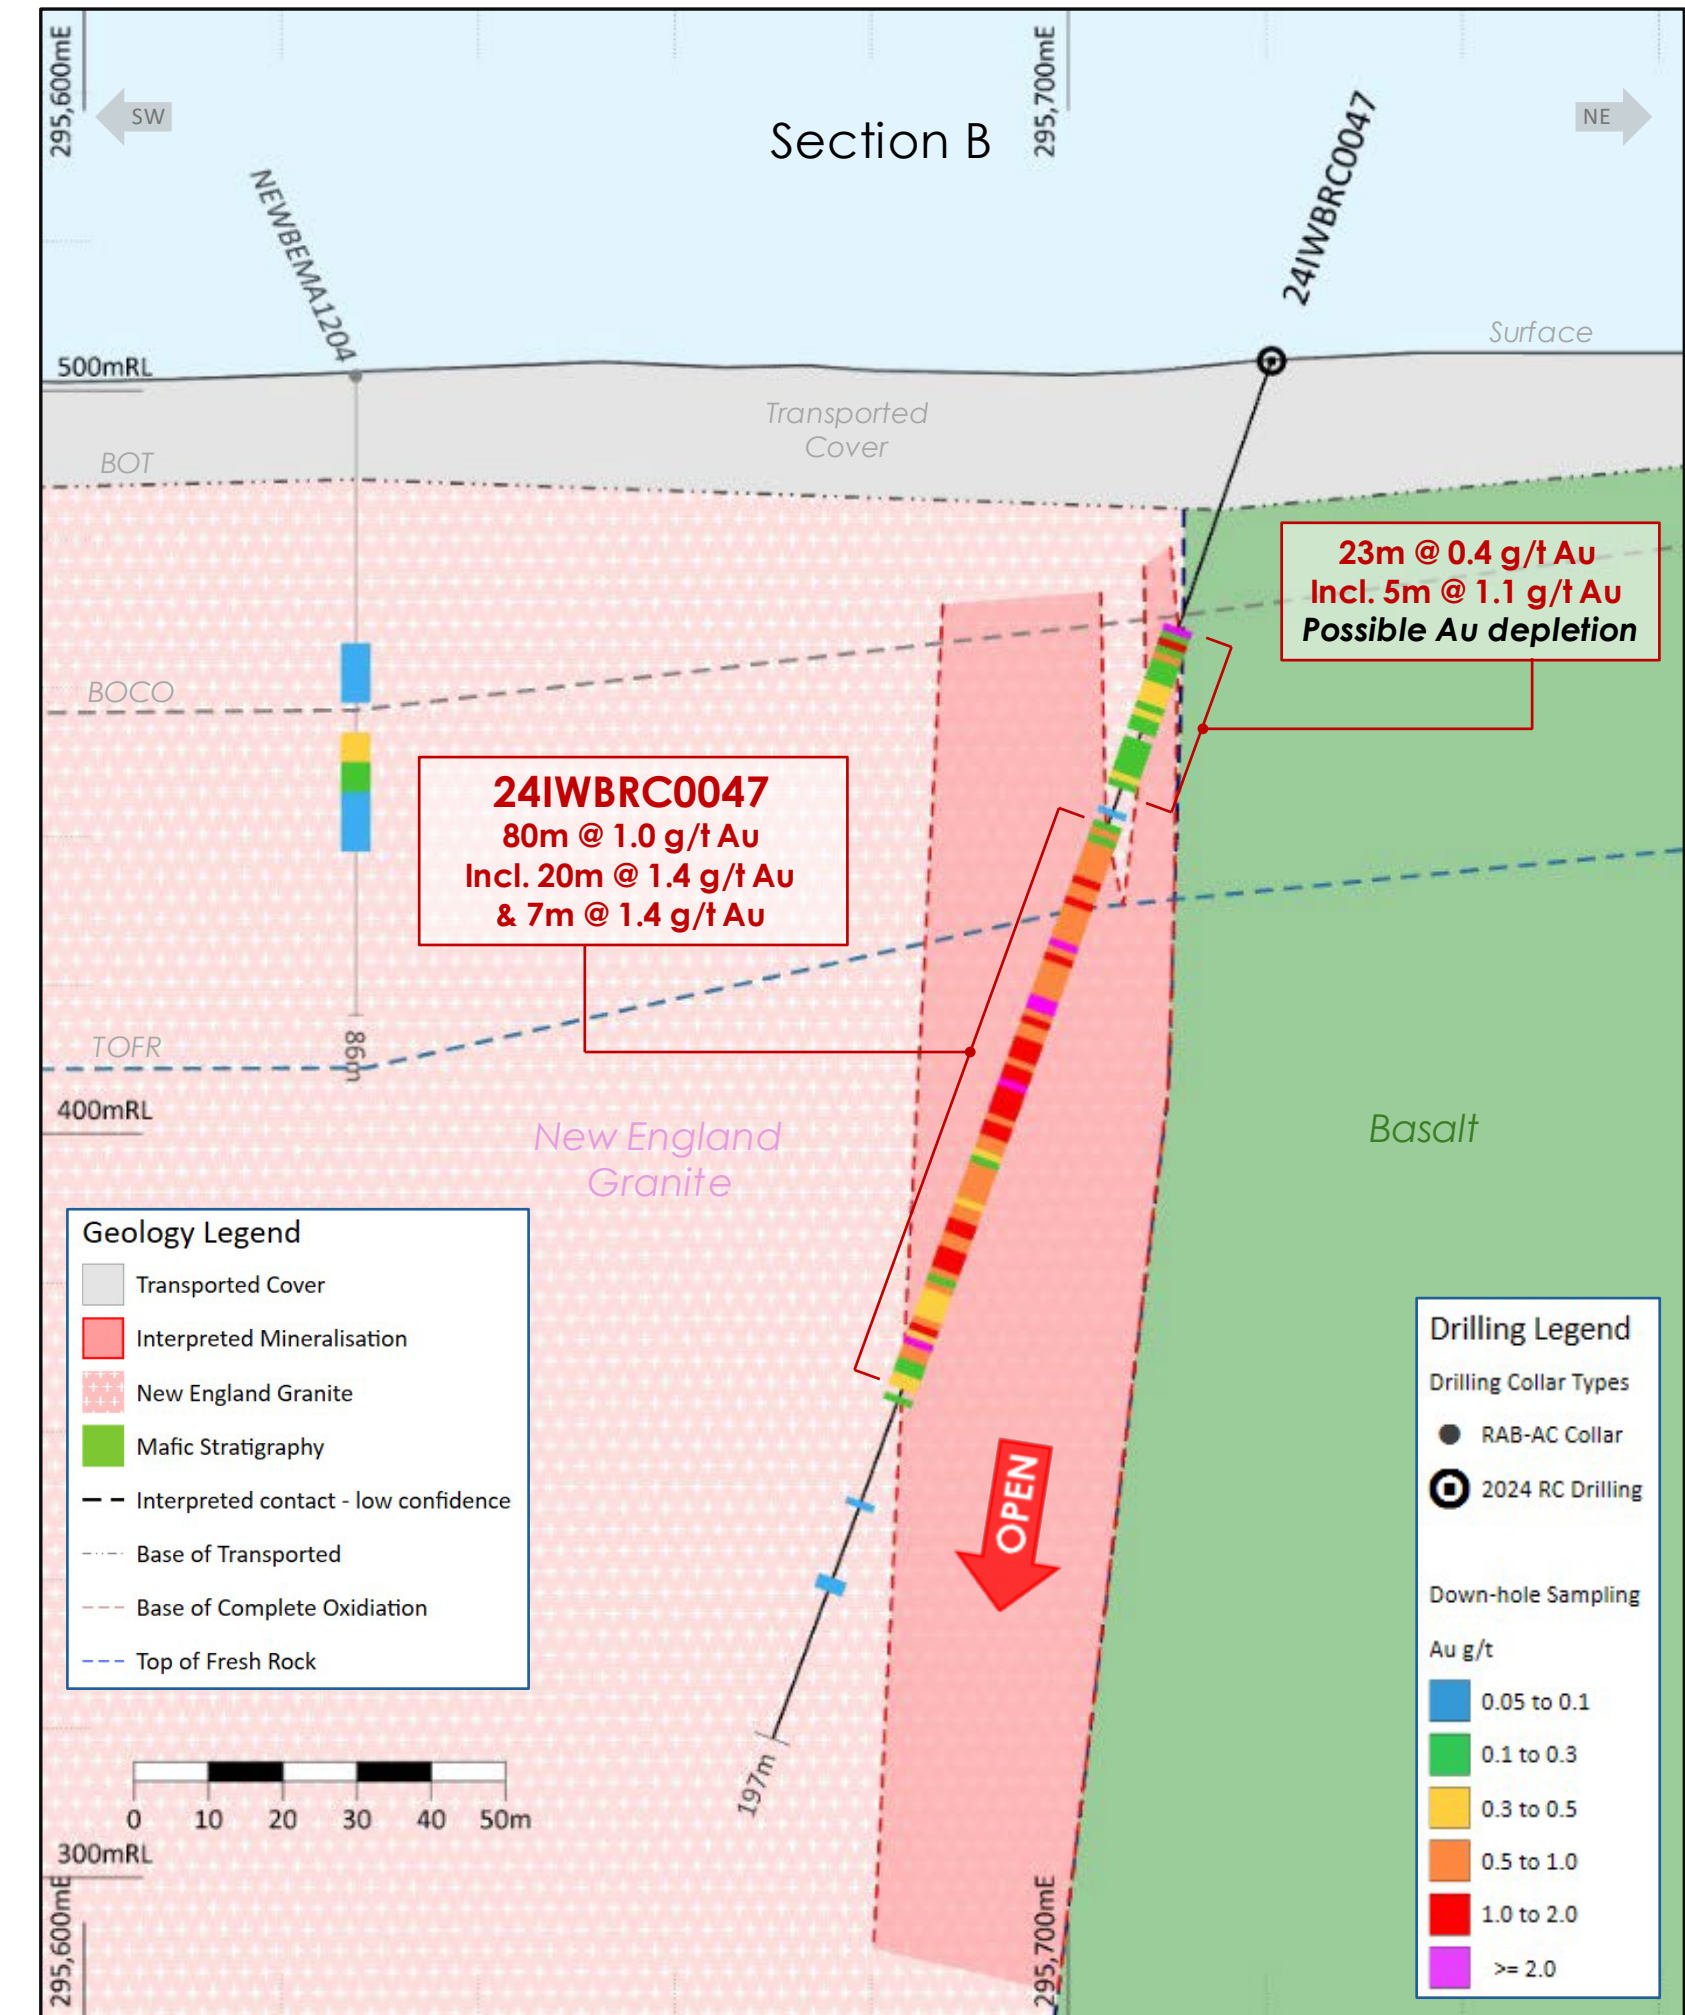 295,600mE
SW
Section B
295,700mE
24IWBRC0047
NE
NEWBEMA1204
Surface
500mRL
Transported
Cover
BOT
23m @ 0.4 g/t Au
Incl. 5m @ 1.1 g/t Au
Possible Au depletion
BOCO
24IWBRC0047
80m @ 1.0 g/t Au
Incl. 20m @ 1.4 g/t Au
& 7m @ 1.4 g/t Au
TOFR
86m
400mRL
New England
Granite
Basalt
Geology Legend
Transported Cover
Interpreted Mineralisation
New England Granite
Mafic Stratigraphy
Interpreted contact - low confidence
Base of Transported
Base of Complete Oxidiation
Top of Fresh Rock
OPEN
Drilling Legend
Drilling Collar Types
RAB-AC Collar
2024 RC Drilling
Down-hole Sampling
Au g/t
0.05 to 0.1
0.1 to 0.3
0.3 to 0.5
0.5 to 1.0
1.0 to 2.0
>= 2.0
197m
0 10 20 30 40 50m
300mRL
295,600mE
295,700mE